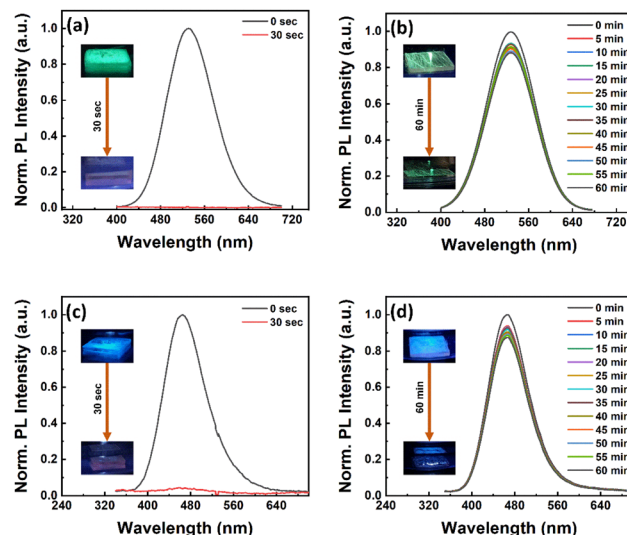 (a)
0 sec
30 sec
30 sec
Norm. PL Intensity (a.u.)
1.0
0.8
0.6
0.4
0.2
0.0
320 400 480 560 640 720
Wavelength (nm)
(b)
0 min
5 min
10 min
15 min
20 min
25 min
30 min
35 min
40 min
45 min
50 min
55 min
60 min
60 min
Norm. PL Intensity (a.u.)
1.0
0.8
0.6
0.4
0.2
0.0
320 400 480 560 640 720
Wavelength (nm)
(c)
0 sec
30 sec
30 sec
Norm. PL Intensity (a.u.)
1.0
0.8
0.6
0.4
0.2
0.0
240 320 400 480 560 640
Wavelength (nm)
(d)
0 min
5 min
10 min
15 min
20 min
25 min
30 min
35 min
40 min
45 min
50 min
55 min
60 min
60 min
Norm. PL Intensity (a.u.)
1.0
0.8
0.6
0.4
0.2
0.0
240 320 400 480 560 640
Wavelength (nm)